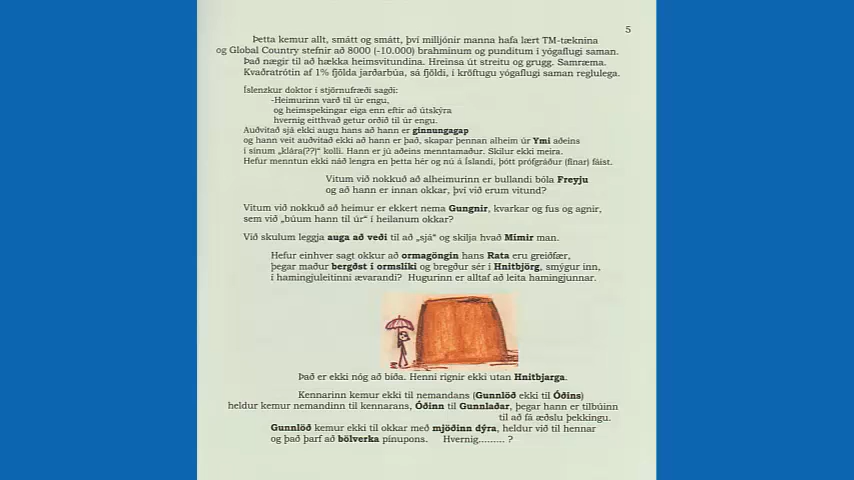 5
Þetta kemur allt, smátt og smátt, því milljónir manna hafa lært TM-tæknina
og Global Country stefnir að 8000 (-10.000) brahminum og punditum í yógaflugi saman.
Það nægir til að hækka heimsvitundina. Hreinsa út streitu og grugg. Samræma.
Kvaðratrótin af 1% fjölda jarðarbúa, sá fjöldi, í kröftugu yógaflugi saman reglulega.
Íslenzkur doktor í stjörnufræði sagði:
-Heimurinn varð til úr engu,
og heimspekingar eiga enn eftir að útskýra
hvernig eitthvað getur orðið til úr engu.
Auðvitað sjá ekki augu hans að hann er ginnungagap
og hann veit auðvitað ekki að hann er það, skapar þennan alheim úr Ymi aðeins
í sínum „klára(??)" kolli. Hann er jú aðeins menntamaður. Skilur ekki meira.
Hefur menntun ekki náð lengra en þetta hér og nú á Íslandi, þótt prófgráður (fínar) fáist.
Vitum við nokkuð að alheimurinn er bullandi bóla Freyju
og að hann er innan okkar, því við erum vitund?
Vitum við nokkuð að heimur er ekkert nema Gungnir, kvarkar og fus og agnir,
sem við „búum hann til úr" í heilanum okkar?
Við skulum leggja auga að veði til að „sjá" og skilja hvað Mímir man.
Hefur einhver sagt okkur að ormagöngin hans Rata eru greiðfær,
þegar maður bergðst í ormslíki og bregður sér í Hnitbjörg, smýgur inn,
í hamingjuleitinni ævarandi? Hugurinn er alltaf að leita hamingjunnar.
Það er ekki nóg að bíða. Henni rignir ekki utan Hnitbjarga.
Kennarinn kemur ekki til nemandans (Gunnlöð ekki til Óðins)
heldur kemur nemandinn til kennarans, Óðinn til Gunnlaðar, þegar hann er tilbúinn
til að fá æðslu þekkingu.
Gunnlöð kemur ekki til okkar með mjöðinn dýra, heldur við til hennar
og það þarf að bölverka pínupons. Hvernig......... ?